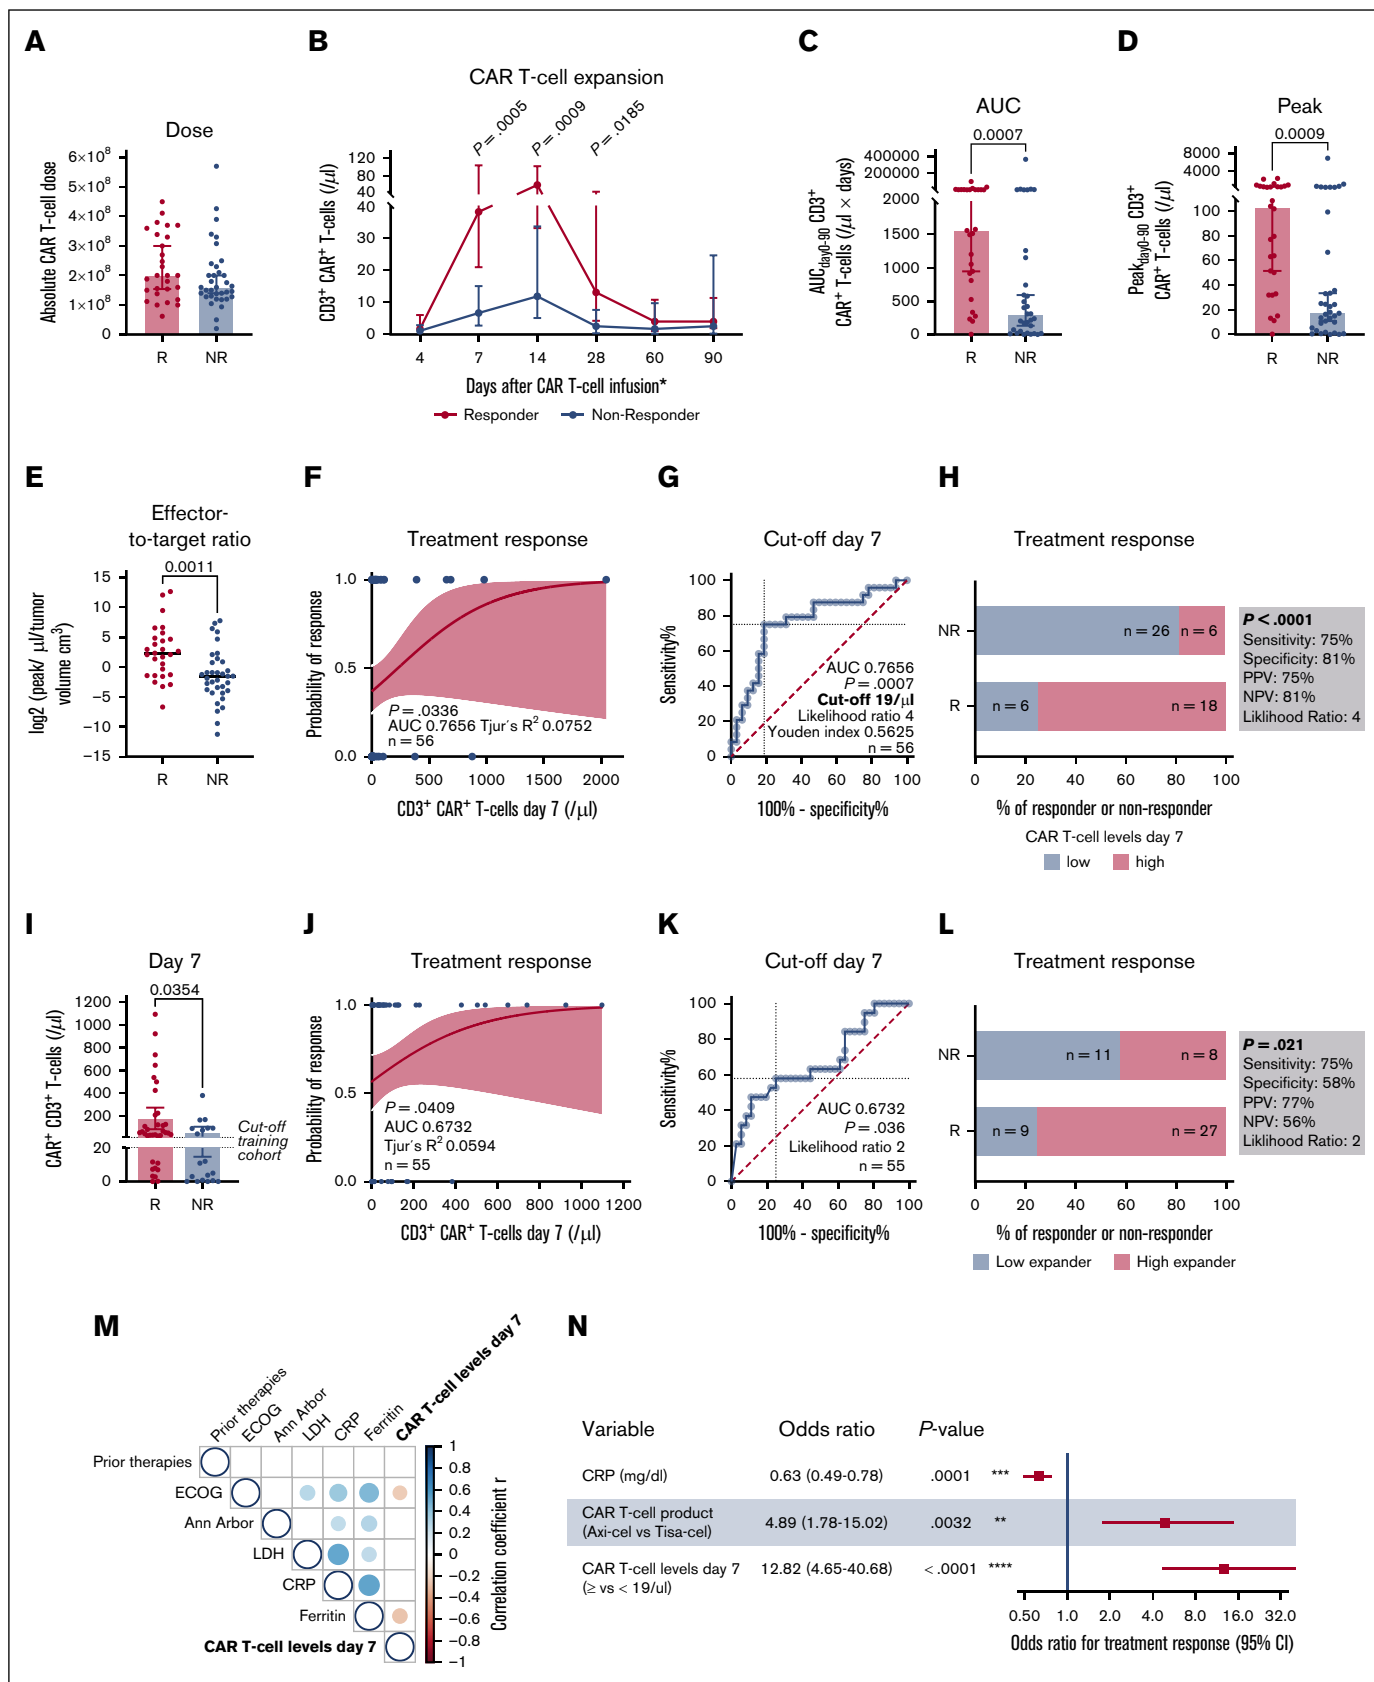 A
Dose
Absolute CAR T-cell dose
6×10⁸
5×10⁸
4×10⁸
3×10⁸
2×10⁸
1×10⁸
0
R
NR
B
CAR T-cell expansion
P = .0005
P = .0009
P = .0185
CD3⁺ CAR⁺ T-cells (/μl)
120
80
40
40
30
20
10
0
4
7
14
28
60
90
Days after CAR T-cell infusion*
Responder
Non-Responder
C
AUC
0.0007
AUCday0-90 CD3⁺
CAR⁺ T-cells (/μl × days)
400000
200000
2000
1500
1000
500
0
R
NR
D
Peak
0.0009
Peakday0-90 CD3⁺
CAR⁺ T-cells (/μl)
8000
4000
100
80
60
40
20
0
R
NR
E
Effector-
to-target ratio
0.0011
log2 (peak/ μl/tumor
volume cm³)
15
10
5
0
−5
−10
−15
R
NR
F
Treatment response
Probability of response
1.0
0.5
0.0
P = .0336
AUC 0.7656 Tjur´s R² 0.0752
n = 56
0
500
1000
1500
2000
CD3⁺ CAR⁺ T-cells day 7 (/μl)
G
Cut-off day 7
Sensitivity%
100
80
60
40
20
0
AUC 0.7656
P = .0007
Cut-off 19/μl
Likelihood ratio 4
Youden index 0.5625
n = 56
0
20
40
60
80
100
100% - specificity%
H
Treatment response
NR
n = 26
n = 6
R
n = 6
n = 18
0
20
40
60
80
100
% of responder or non-responder
CAR T-cell levels day 7
low
high
P < .0001
Sensitivity: 75%
Specificity: 81%
PPV: 75%
NPV: 81%
Liklihood Ratio: 4
I
Day 7
0.0354
CAR⁺ CD3⁺ T-cells (/μl)
1200
1000
800
600
400
200
20
0
R
NR
Cut-off
training
cohort
J
Treatment response
Probability of response
1.0
0.5
0.0
P = .0409
AUC 0.6732
Tjur's R² 0.0594
n = 55
0
200
400
600
800
1000
1200
CD3⁺ CAR⁺ T-cells day 7 (/μl)
K
Cut-off day 7
Sensitivity%
100
80
60
40
20
0
AUC 0.6732
P = .036
Likelihood ratio 2
n = 55
0
20
40
60
80
100
100% - specificity%
L
Treatment response
NR
n = 11
n = 8
R
n = 9
n = 27
0
20
40
60
80
100
% of responder or non-responder
Low expander
High expander
P = .021
Sensitivity: 75%
Specificity: 58%
PPV: 77%
NPV: 56%
Liklihood Ratio: 2
M
Prior therapies
ECOG
Ann Arbor
LDH
CRP
Ferritin
CAR T-cell levels day 7
Prior therapies
ECOG
Ann Arbor
LDH
CRP
Ferritin
CAR T-cell levels day 7
1
0.8
0.6
0.4
0.2
0
−0.2
−0.4
−0.6
−0.8
−1
Correlation coefficient r
N
Variable Odds ratio P-value
CRP (mg/dl) 0.63 (0.49-0.78) .0001 ***
CAR T-cell product
(Axi-cel vs Tisa-cel) 4.89 (1.78-15.02) .0032 **
CAR T-cell levels day 7 12.82 (4.65-40.68) < .0001 ****
(≥ vs < 19/ul)
0.50
1.0
2.0
4.0
8.0
16.0
32.0
Odds ratio for treatment response (95% CI)